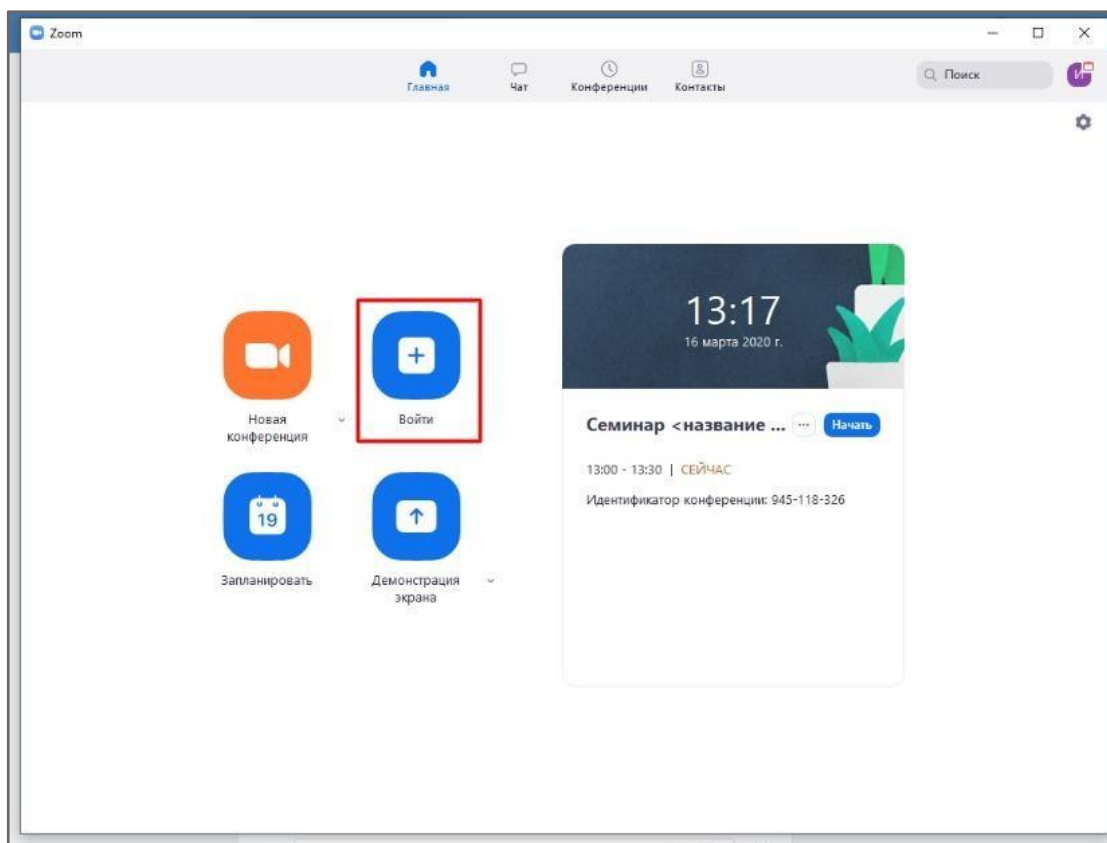 Zoom
Главная
Чат
Конференции
Контакты
Поиск
И
Новая
конференция
Войти
19
Запланировать
Демонстрация
экрана
13:17
16 марта 2020 г.
Семинар <название ...
Начать
13:00 - 13:30 | СЕЙЧАС
Идентификатор конференции: 945-118-326